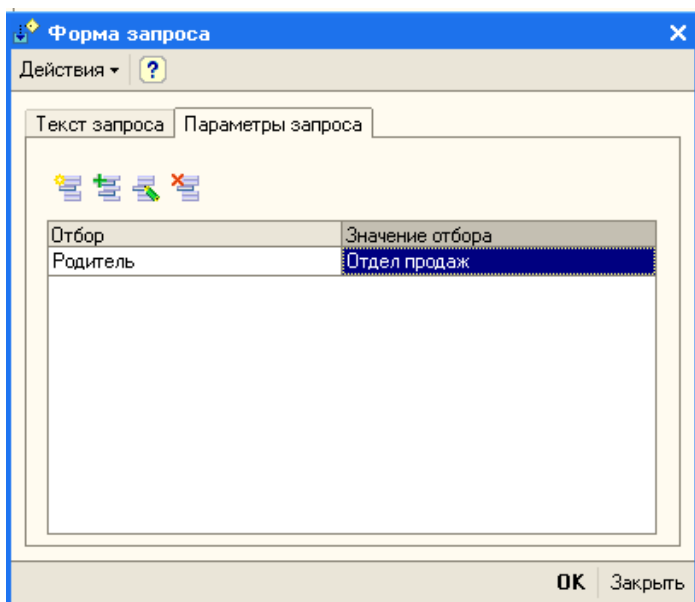 Форма запроса
Действия ?
Текст запроса Параметры запроса
Отбор Значение отбора
Родитель Отдел продаж
OK Закрыть